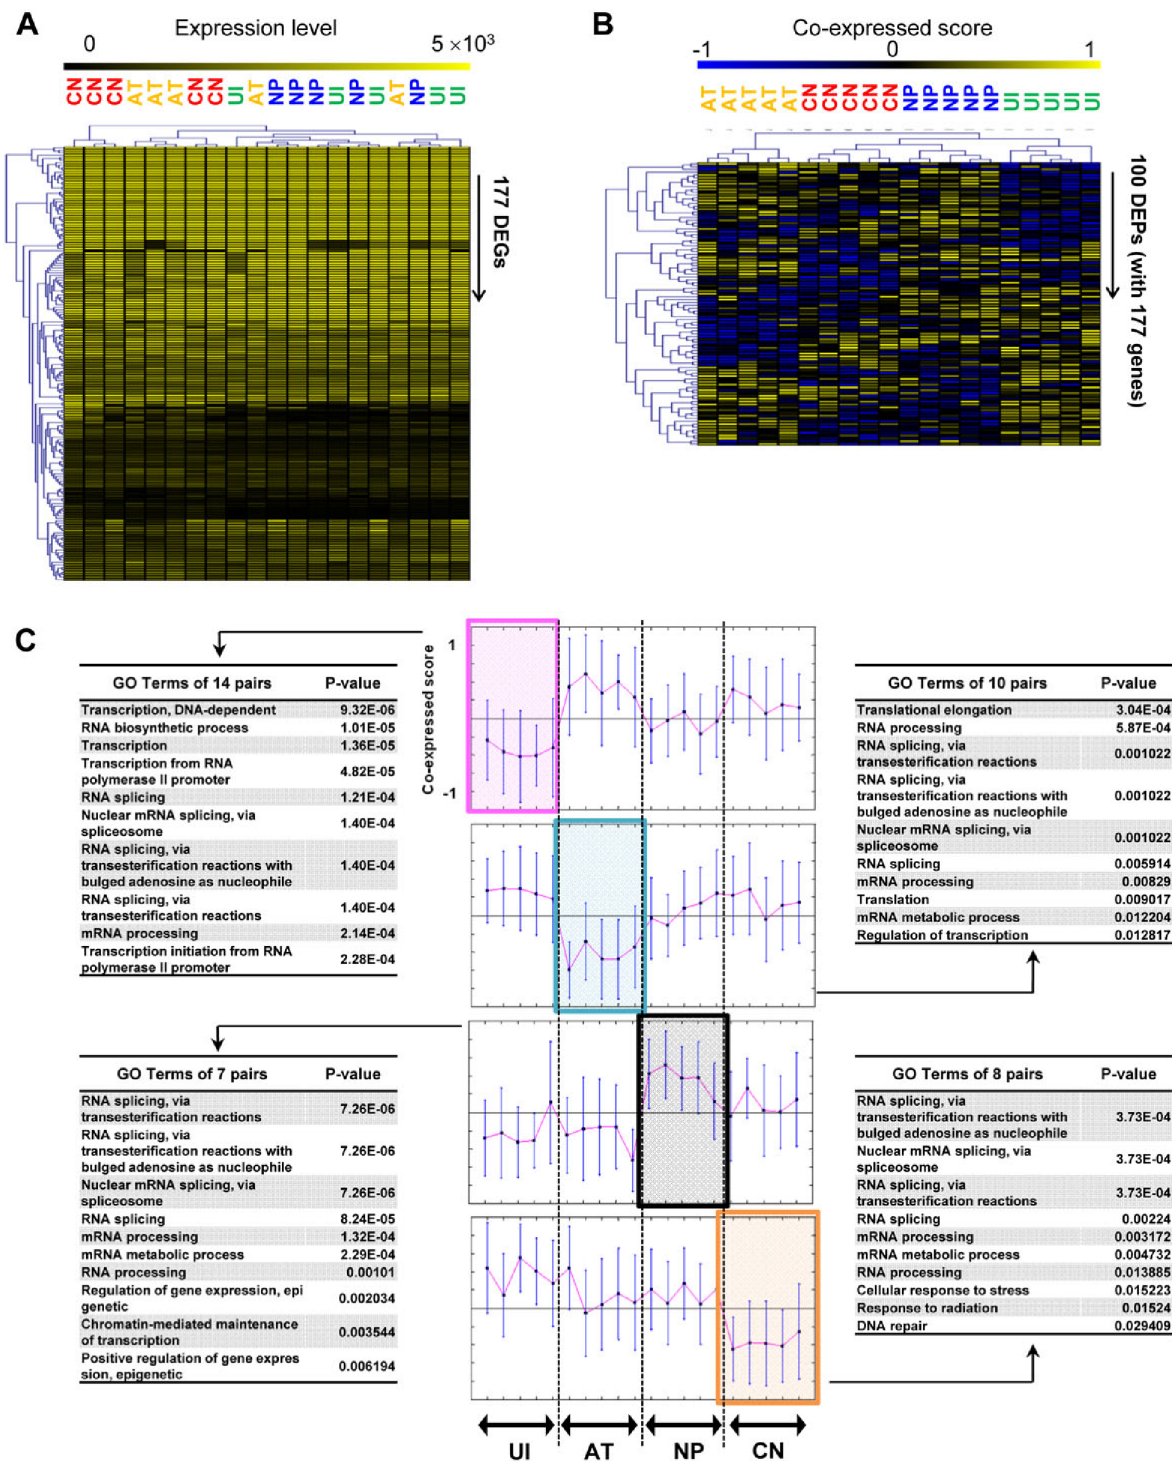 A
Expression level
0
5 ×10³
CN CN CN AT AT AT CN CN UI AT NP NP NP UI NP UI AT NP UI UI
177 DEGs
B
Co-expressed score
-1
0
1
AT AT AT AT AT CN CN CN CN CN NP NP NP NP NP UI UI UI UI UI
100 DEPs (with 177 genes)
C
GO Terms of 14 pairs P-value
Transcription, DNA-dependent 9.32E-06
RNA biosynthetic process 1.01E-05
Transcription 1.36E-05
Transcription from RNA
polymerase II promoter 4.82E-05
RNA splicing 1.21E-04
Nuclear mRNA splicing, via
spliceosome 1.40E-04
RNA splicing, via
transesterification reactions with 1.40E-04
bulged adenosine as nucleophile
RNA splicing, via
transesterification reactions 1.40E-04
mRNA processing 2.14E-04
Transcription initiation from RNA
polymerase II promoter 2.28E-04
1
Co-expressed score
-1
GO Terms of 10 pairs P-value
Translational elongation 3.04E-04
RNA processing 5.87E-04
RNA splicing, via
transesterification reactions 0.001022
RNA splicing, via
transesterification reactions with 0.001022
bulged adenosine as nucleophile
Nuclear mRNA splicing, via
spliceosome 0.001022
RNA splicing 0.005914
mRNA processing 0.00829
Translation 0.009017
mRNA metabolic process 0.012204
Regulation of transcription 0.012817
GO Terms of 7 pairs P-value
RNA splicing, via
transesterification reactions 7.26E-06
RNA splicing, via
transesterification reactions with 7.26E-06
bulged adenosine as nucleophile
Nuclear mRNA splicing, via
spliceosome 7.26E-06
RNA splicing 8.24E-05
mRNA processing 1.32E-04
mRNA metabolic process 2.29E-04
RNA processing 0.00101
Regulation of gene expression, epi
genetic 0.002034
Chromatin-mediated maintenance
of transcription 0.003544
Positive regulation of gene expres
sion, epigenetic 0.006194
GO Terms of 8 pairs P-value
RNA splicing, via
transesterification reactions with 3.73E-04
bulged adenosine as nucleophile
Nuclear mRNA splicing, via
spliceosome 3.73E-04
RNA splicing, via
transesterification reactions 3.73E-04
RNA splicing 0.00224
mRNA processing 0.003172
mRNA metabolic process 0.004732
RNA processing 0.013885
Cellular response to stress 0.015223
Response to radiation 0.01524
DNA repair 0.029409
UI AT NP CN